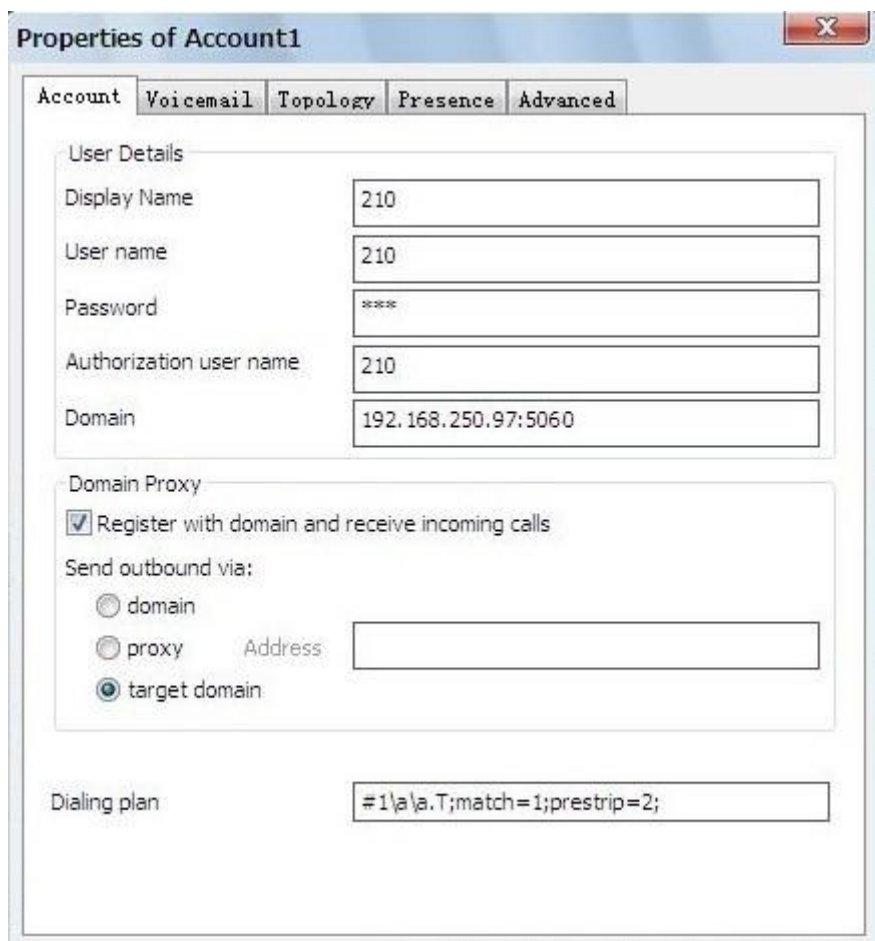 Properties of Account1
Account Voicemail Topology Presence Advanced
User Details
Display Name 210
User name 210
Password ***
Authorization user name 210
Domain 192.168.250.97:5060
Domain Proxy
Register with domain and receive incoming calls
Send outbound via:
domain
proxy Address
target domain
Dialing plan #1\a\a.T;match=1;prestrip=2;